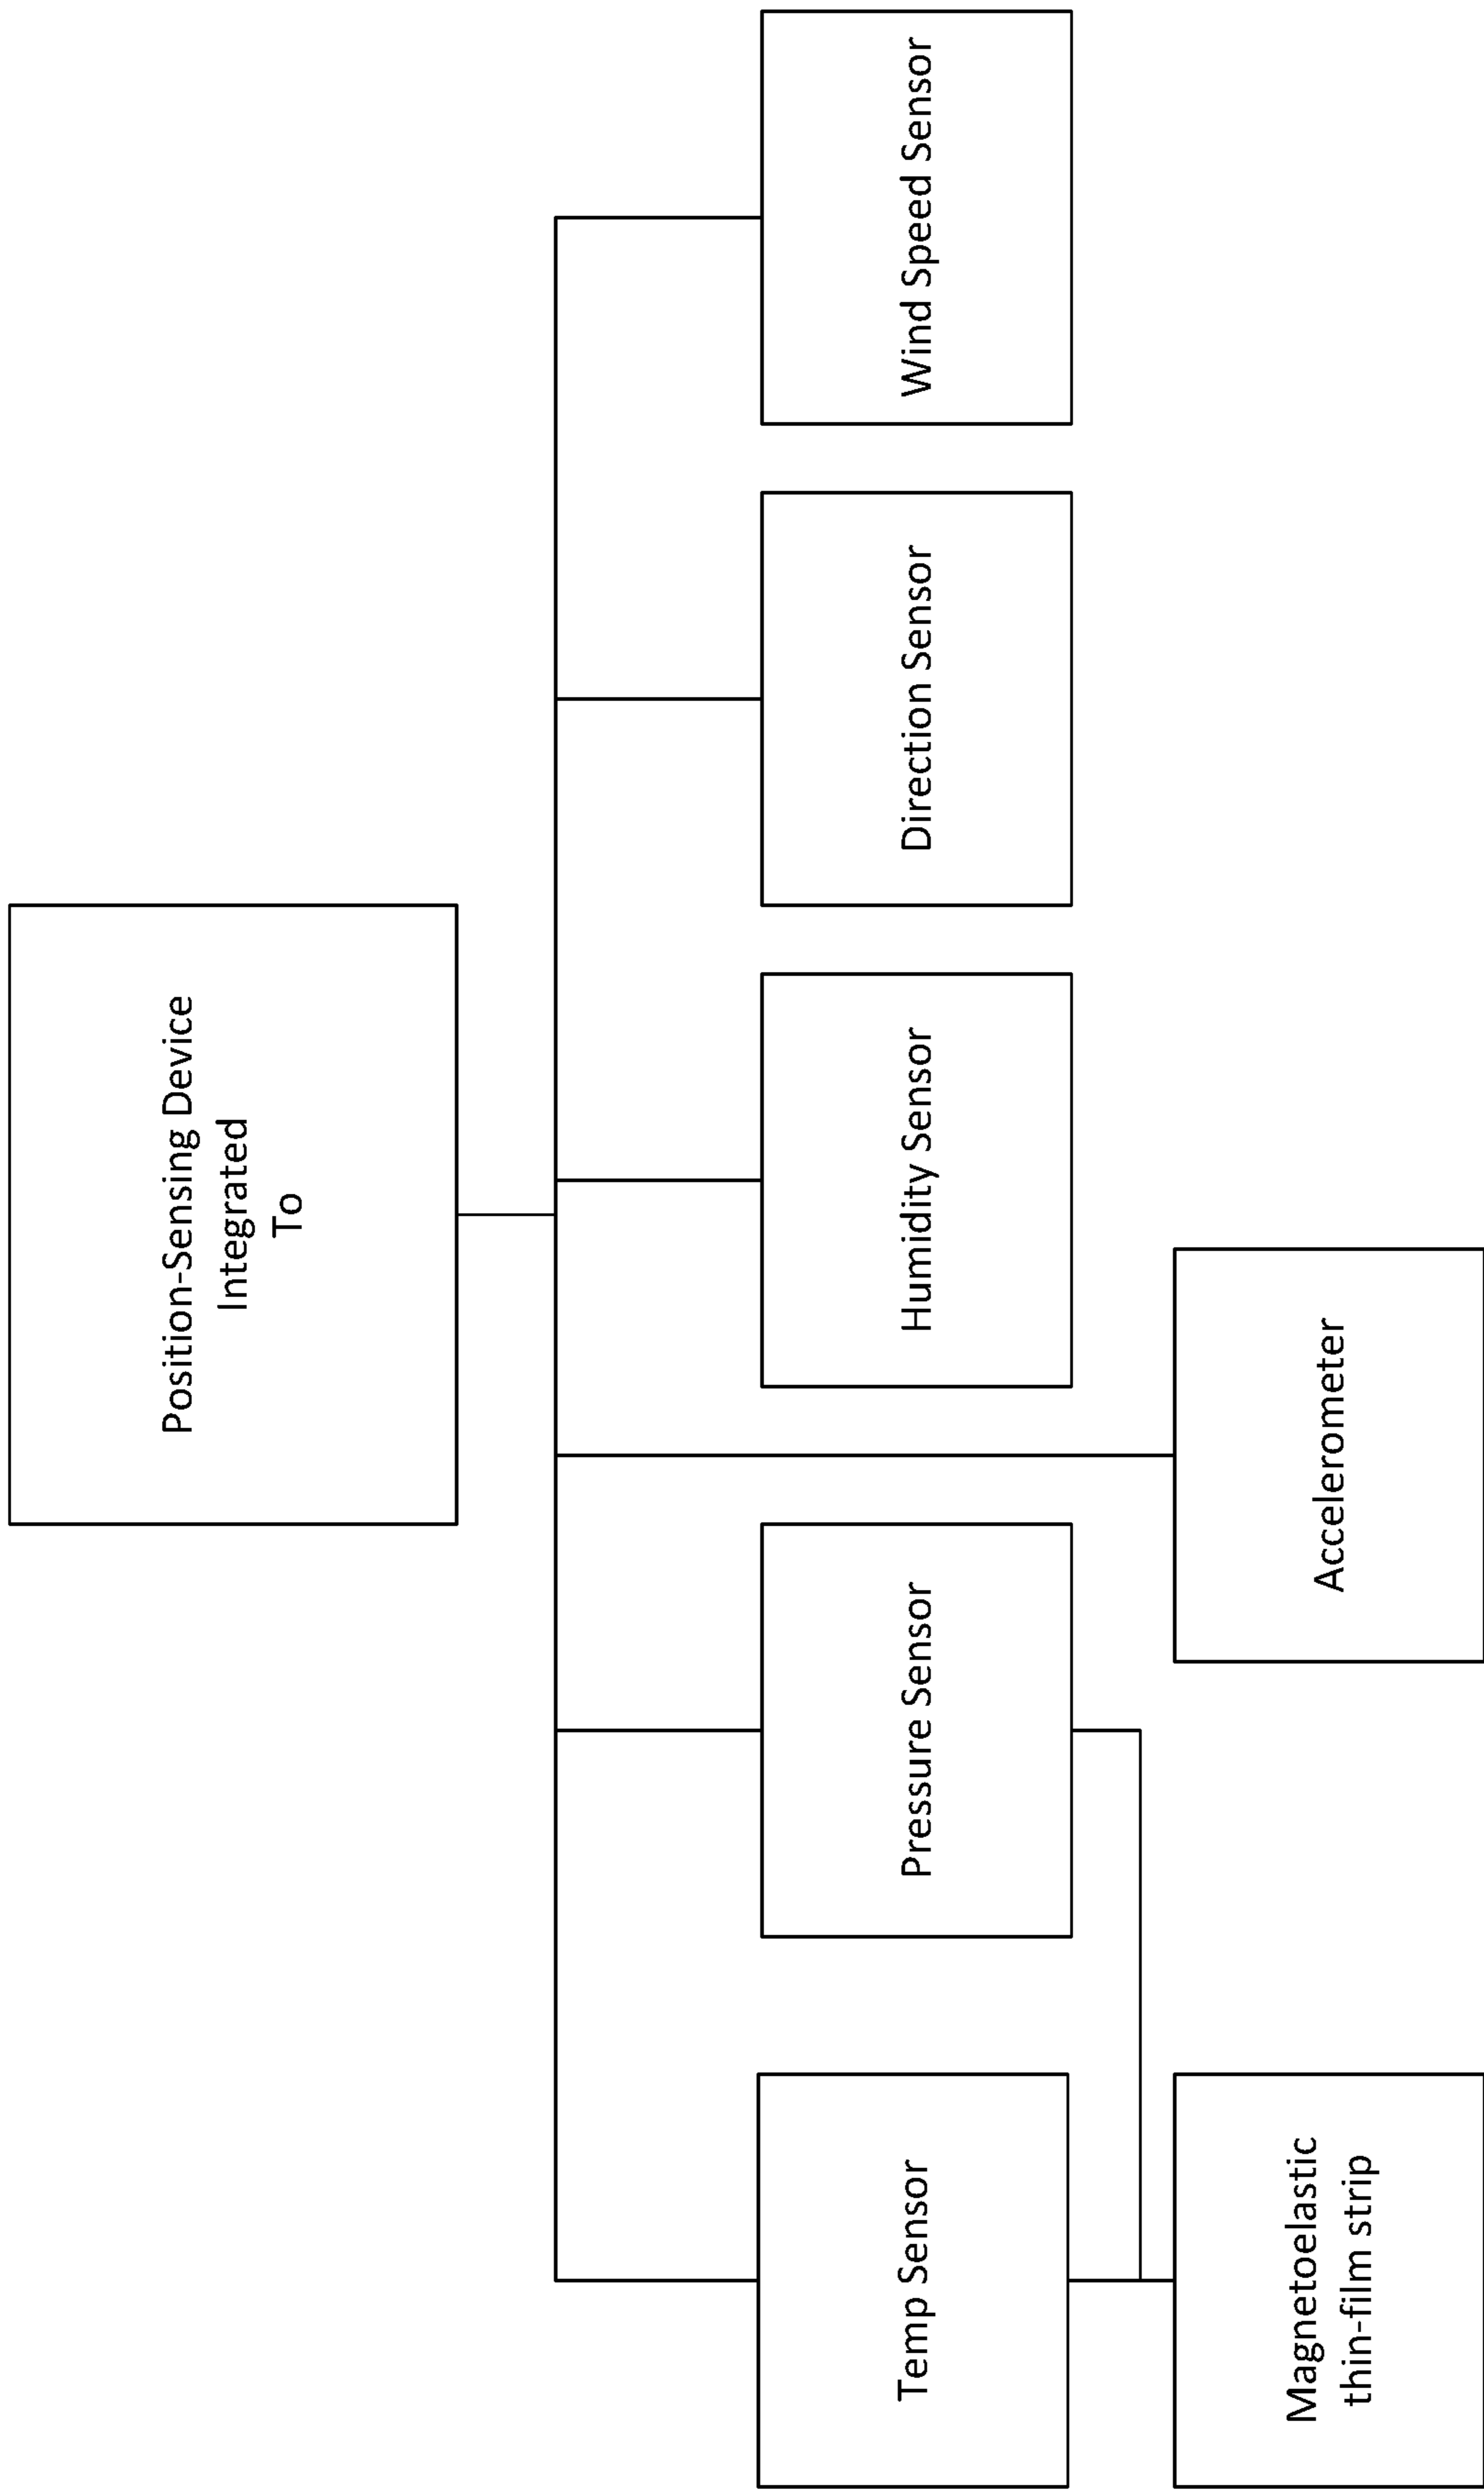 Position-Sensing Device
Integrated
To
Temp Sensor
Pressure Sensor
Humidity Sensor
Direction Sensor
Wind Speed Sensor
Magnetoelastic
thin-film strip
Accelerometer